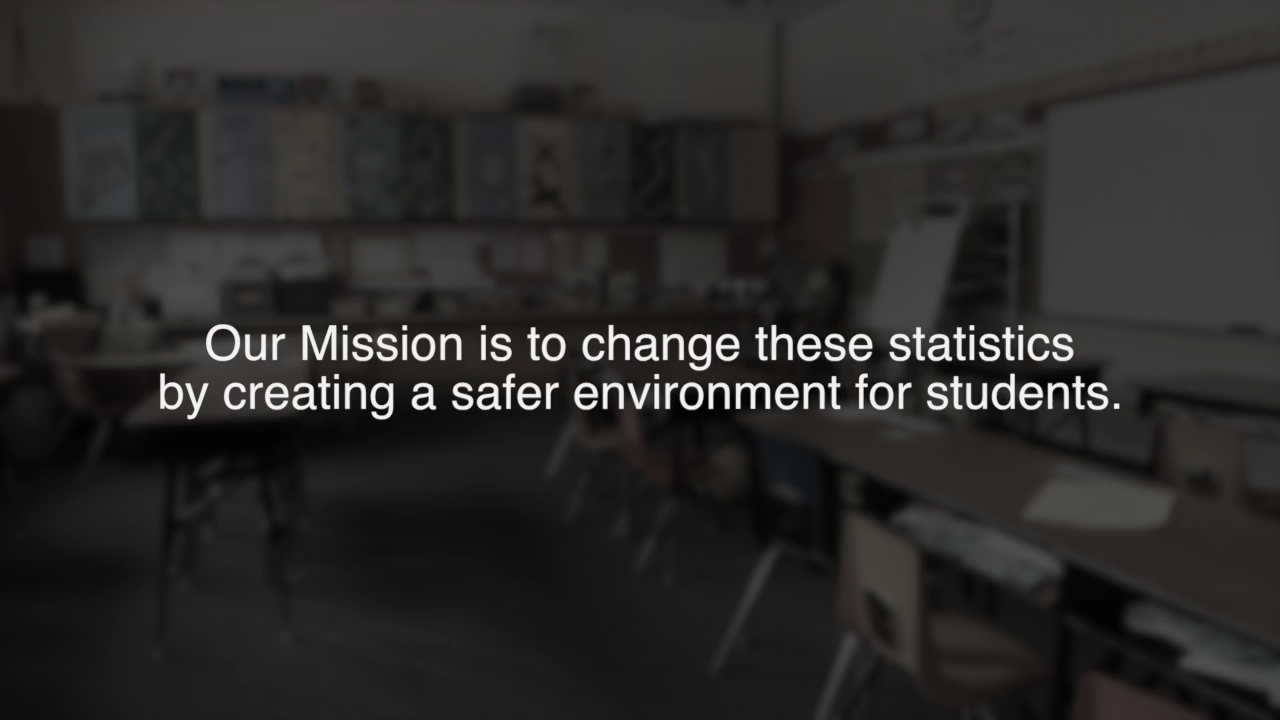 Our Mission is to change these statistics
by creating a safer environment for students.